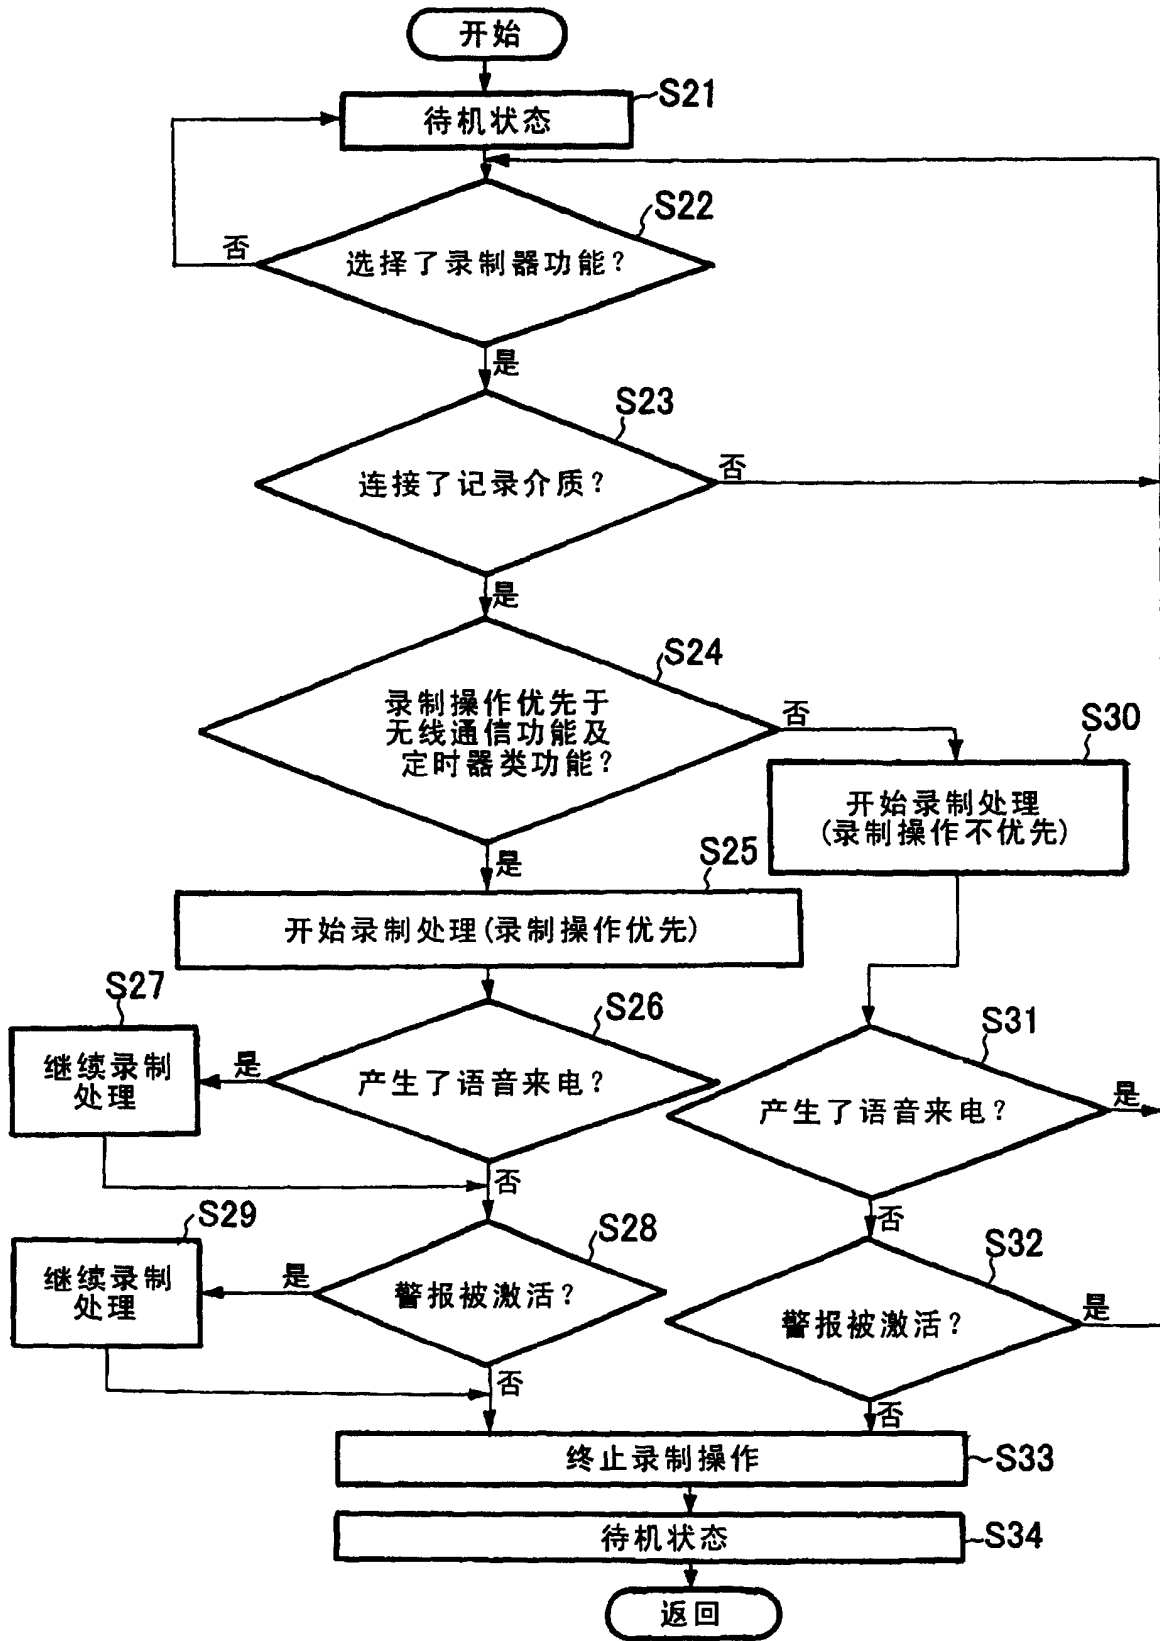 开始
S21
待机状态
S22
否
选择了录制器功能?
是
S23
连接了记录介质?
否
是
S24
录制操作优先于
无线通信功能及
定时器类功能?
否
S30
开始录制处理
(录制操作不优先)
是
S25
开始录制处理(录制操作优先)
S27
继续录制
处理
是
S26
产生了语音来电?
S31
产生了语音来电?
是
否
S29
继续录制
处理
是
S28
警报被激活?
否
S32
警报被激活?
是
否
否
终止录制操作
S33
待机状态
S34
返回